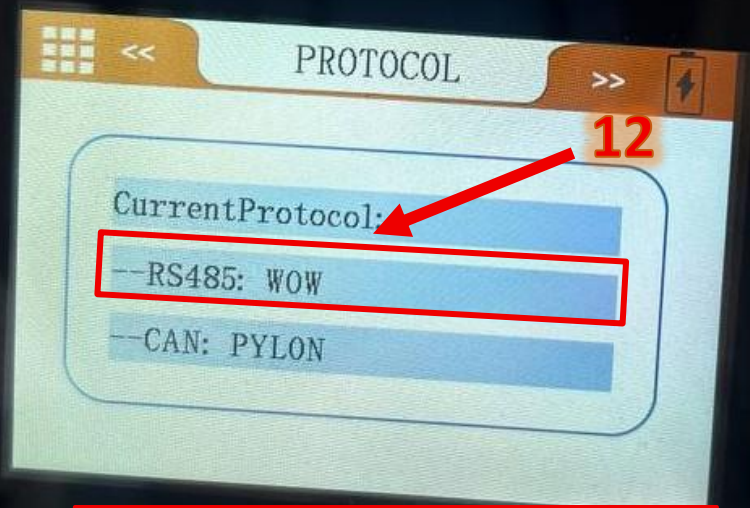 << PROTOCOL >>
12
CurrentProtocol:
--RS485: WOW
--CAN: PYLON